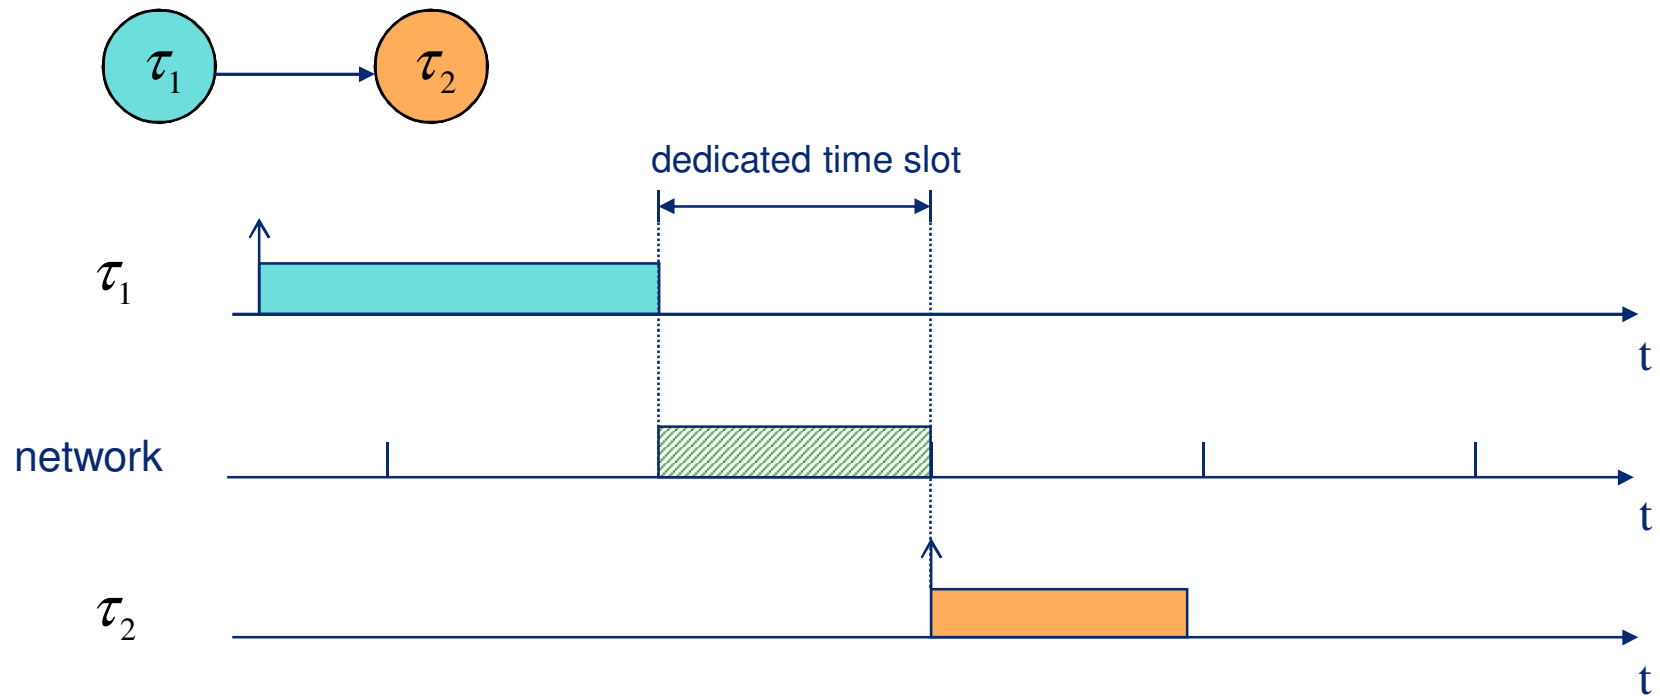 τ₁ τ₂
dedicated time slot
τ₁
t
network
t
τ₂
t